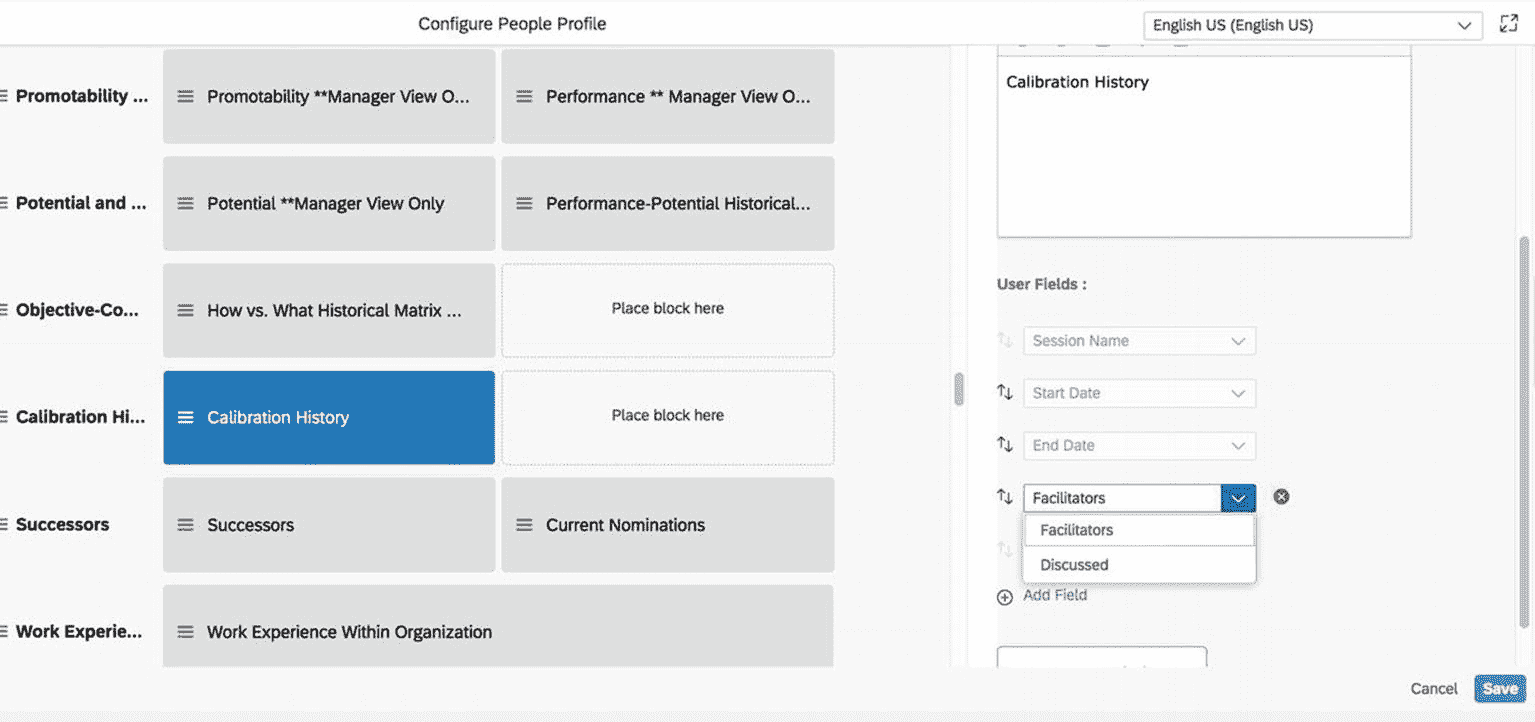 Configure People Profile
English US (English US)
Promotability ...
Promotability **Manager View O...
Performance ** Manager View O...
Potential and ...
Potential **Manager View Only
Performance-Potential Historical...
Objective-Co...
How vs. What Historical Matrix ...
Place block here
Calibration Hi...
Calibration History
Place block here
Successors
Successors
Current Nominations
Work Experie...
Work Experience Within Organization
Calibration History
User Fields :
Session Name
Start Date
End Date
Facilitators
Facilitators
Discussed
Add Field
Cancel
Save